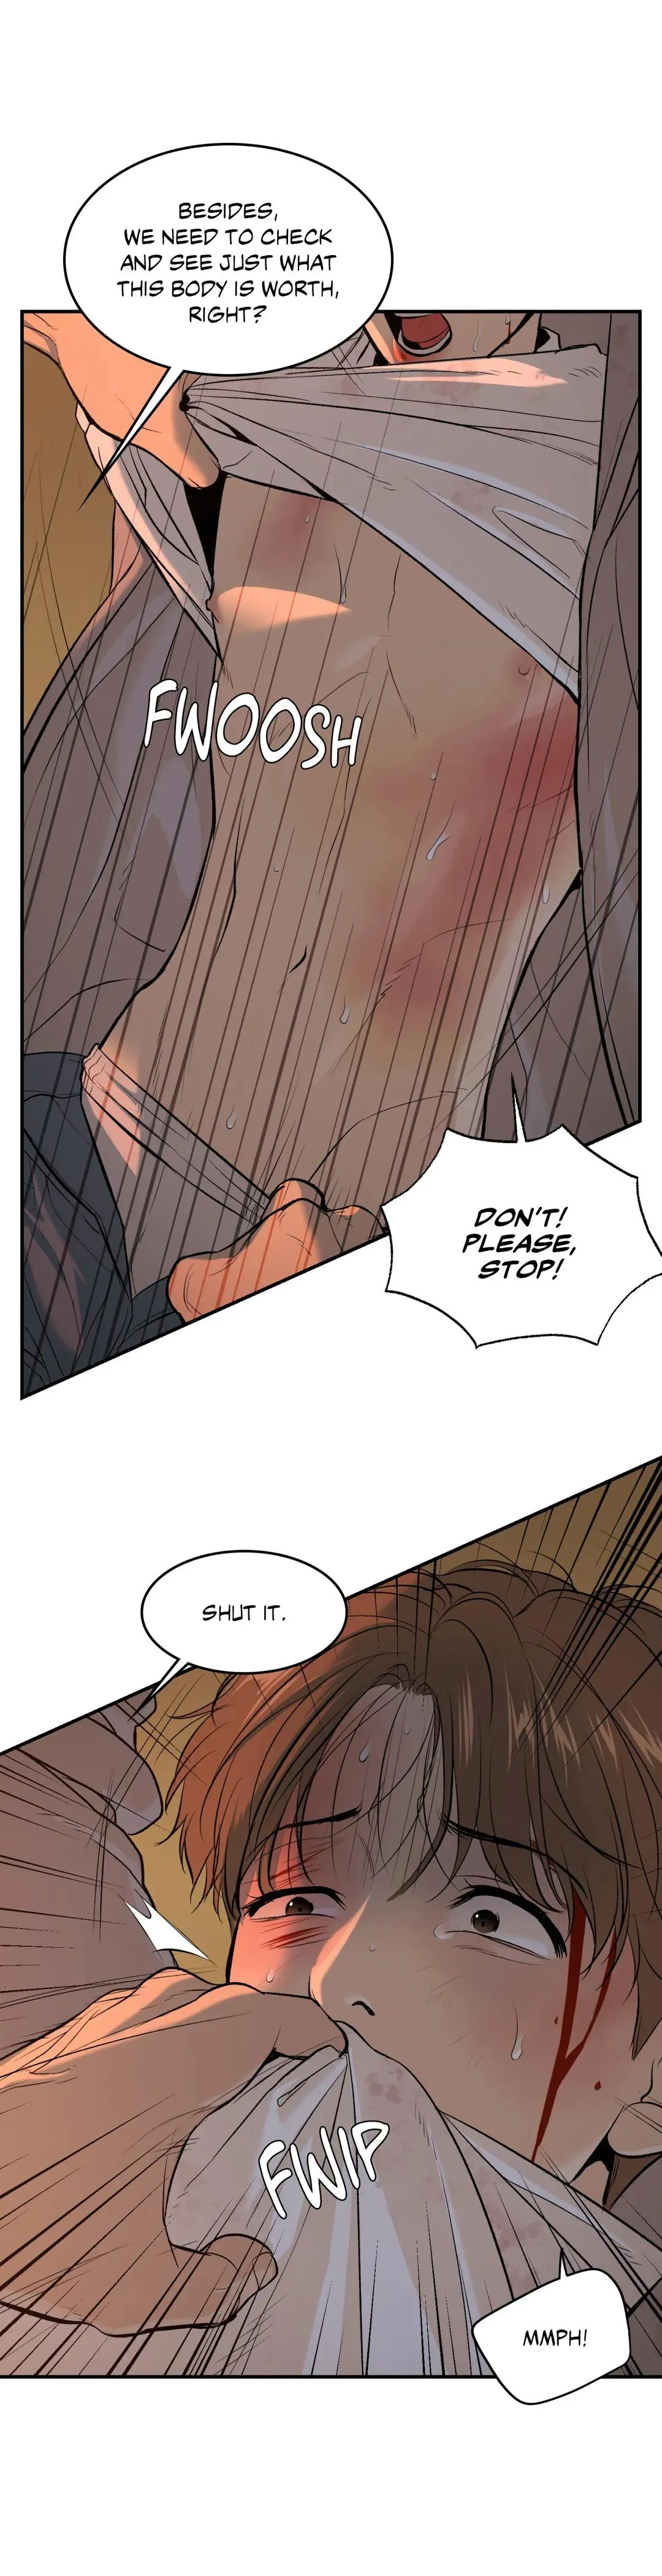 BESIDES,
WE NEED TO CHECK
AND SEE JUST WHAT
THIS BODY IS WORTH,
RIGHT?
FWOOSH
DON'T!
PLEASE,
STOP!
SHUT IT.
FWIP
MMPH!